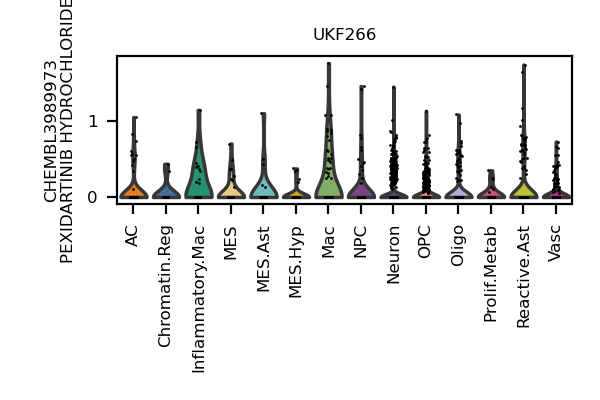 UKF266
CHEMBL3989973
PEXIDARTINIB HYDROCHLORIDE
1
0
AC
Chromatin.Reg
Inflammatory.Mac
MES
MES.Ast
MES.Hyp
Mac
NPC
Neuron
OPC
Oligo
Prolif.Metab
Reactive.Ast
Vasc